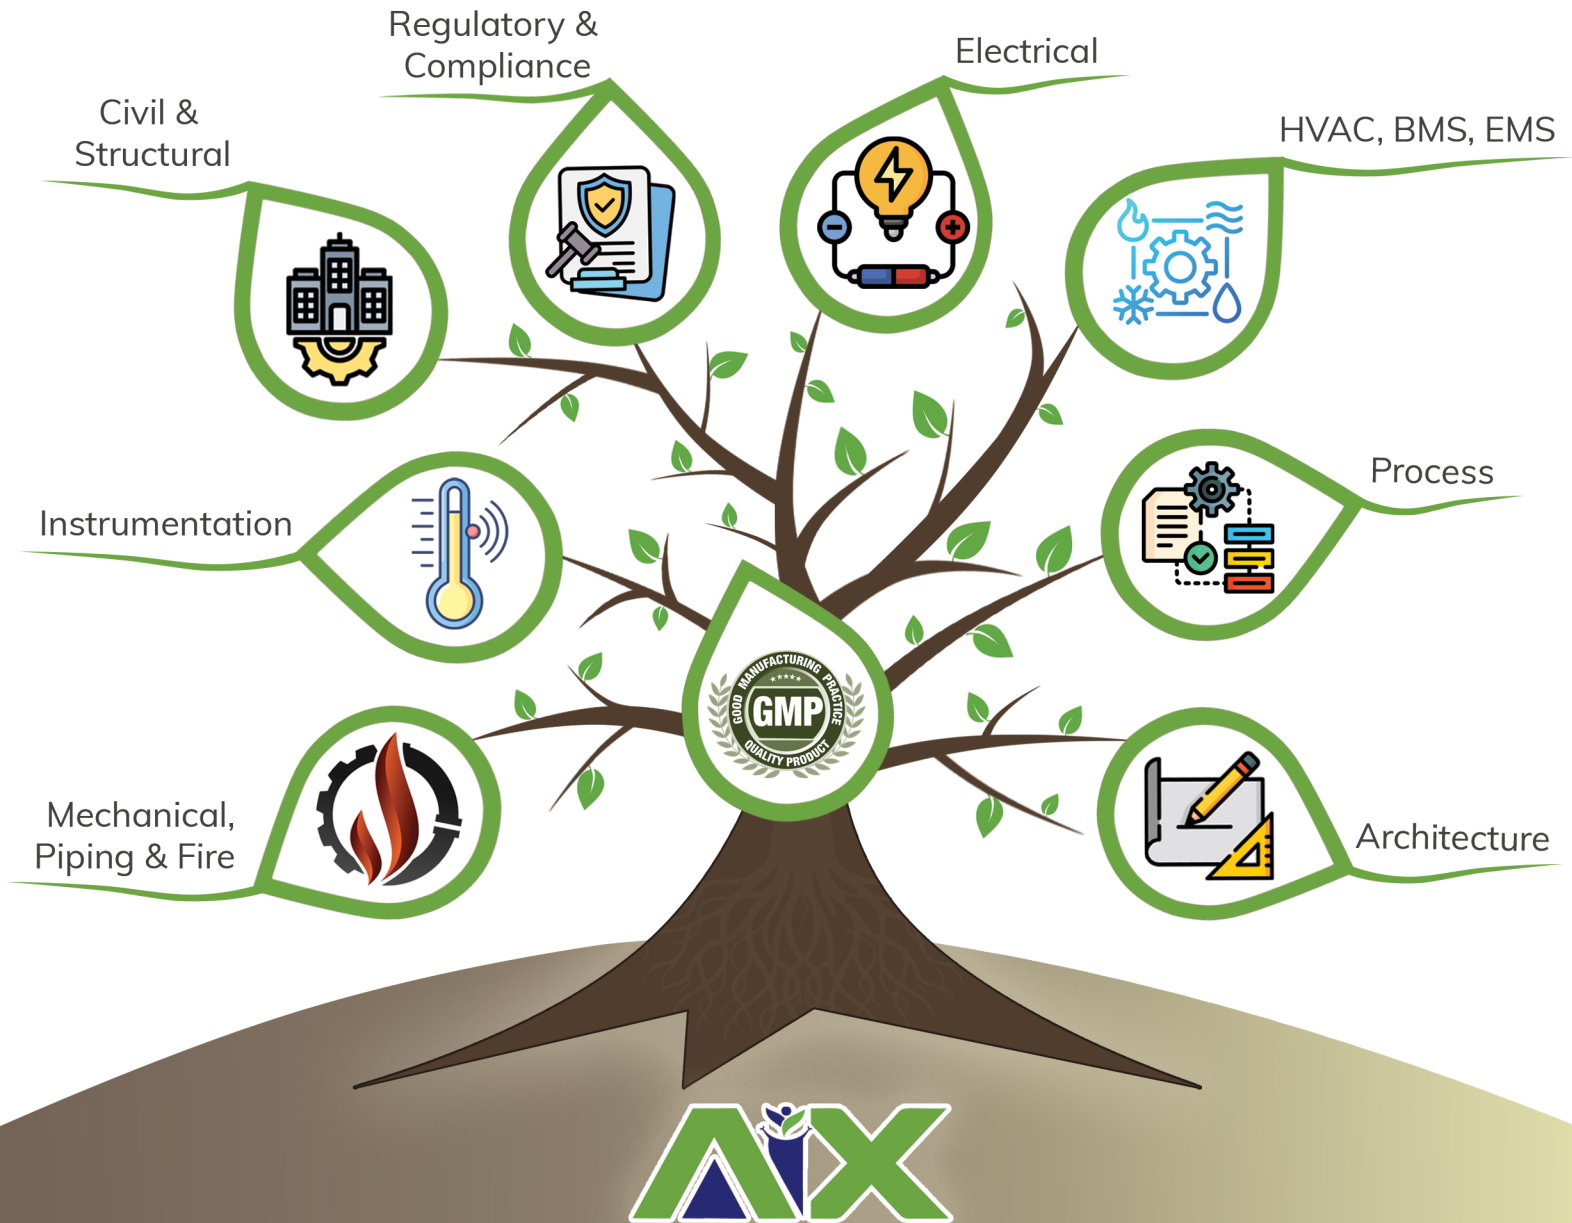 Regulatory &
Compliance
Electrical
Civil &
Structural
HVAC, BMS, EMS
Process
Instrumentation
GOOD MANUFACTURING PRACTICE
GMP
QUALITY PRODUCT
Mechanical,
Piping & Fire
Architecture
AiX